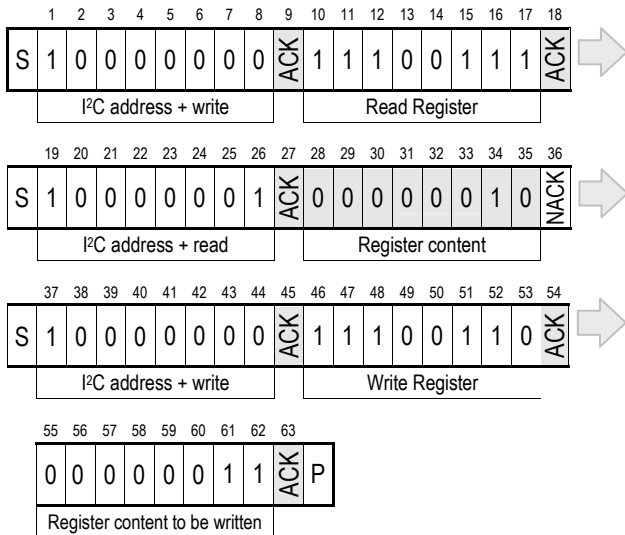 1 2 3 4 5 6 7 8 9 10 11 12 13 14 15 16 17 18
S 1 0 0 0 0 0 0 0 ACK 1 1 1 0 0 1 1 1 ACK
I²C address + write Read Register
19 20 21 22 23 24 25 26 27 28 29 30 31 32 33 34 35 36
S 1 0 0 0 0 0 0 1 ACK 0 0 0 0 0 0 1 0 NACK
I²C address + read Register content
37 38 39 40 41 42 43 44 45 46 47 48 49 50 51 52 53 54
S 1 0 0 0 0 0 0 0 ACK 1 1 1 0 0 1 1 0 ACK
I²C address + write Write Register
55 56 57 58 59 60 61 62 63
0 0 0 0 0 0 1 1 ACK P
Register content to be written